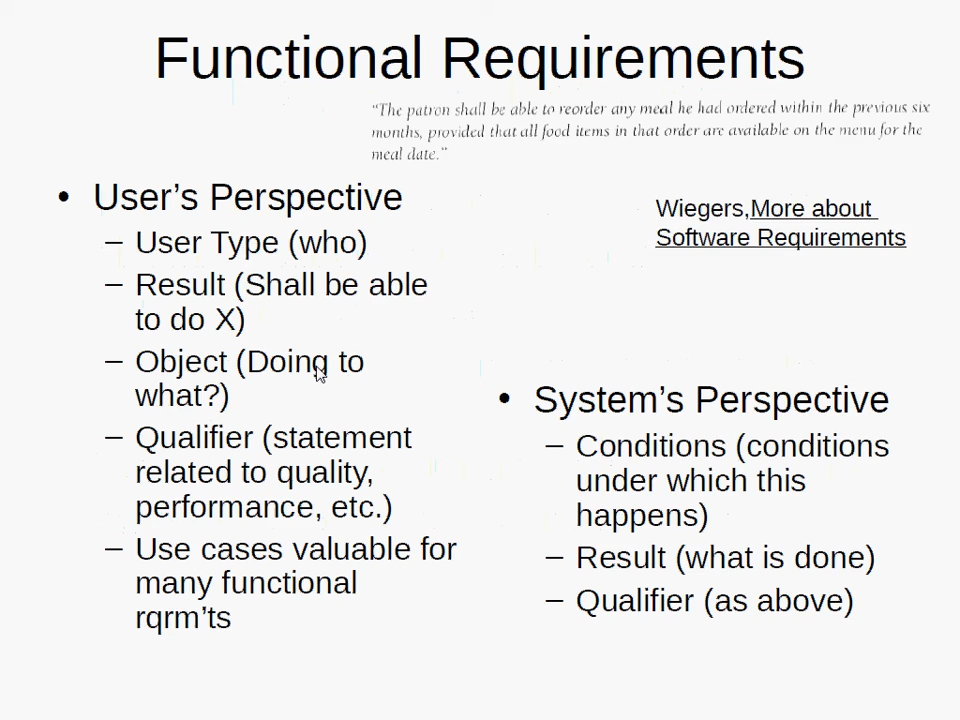 Functional Requirements
"The patron shall be able to reorder any meal he had ordered within the previous six
months, provided that all food items in that order are available on the menu for the
meal date."
• User's Perspective
– User Type (who)
– Result (Shall be able
to do X)
– Object (Doing to
what?)
– Qualifier (statement
related to quality,
performance, etc.)
– Use cases valuable for
many functional
rqrm'ts
Wiegers,More about
Software Requirements
• System's Perspective
– Conditions (conditions
under which this
happens)
– Result (what is done)
– Qualifier (as above)